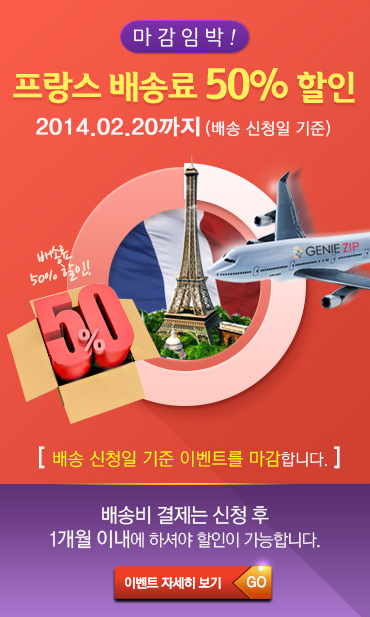 마감임박!
프랑스 배송료 50% 할인
2014.02.20까지 (배송 신청일 기준)
GENIE ZIP
배송료
50% 할인!
50%
[ 배송 신청일 기준 이벤트를 마감합니다. ]
배송비 결제는 신청 후
1개월 이내에 하셔야 할인이 가능합니다.
이벤트 자세히 보기 GO